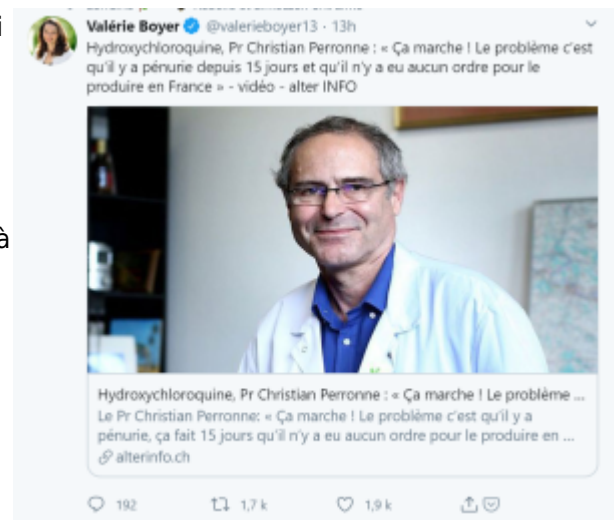 i
Valérie Boyer @valerieboyer13 · 13h
Hydroxychloroquine, Pr Christian Perronne : « Ça marche ! Le problème c'est
qu'il y a pénurie depuis 15 jours et qu'il n'y a eu aucun ordre pour le
produire en France » - vidéo - alter INFO
à
Hydroxychloroquine, Pr Christian Perronne : « Ça marche ! Le problème ...
Le Pr Christian Perronne: « Ça marche ! Le problème c'est qu'il y a
pénurie, ça fait 15 jours qu'il n'y a eu aucun ordre pour le produire en ...
alterinfo.ch
192 1,7 k 1,9 k